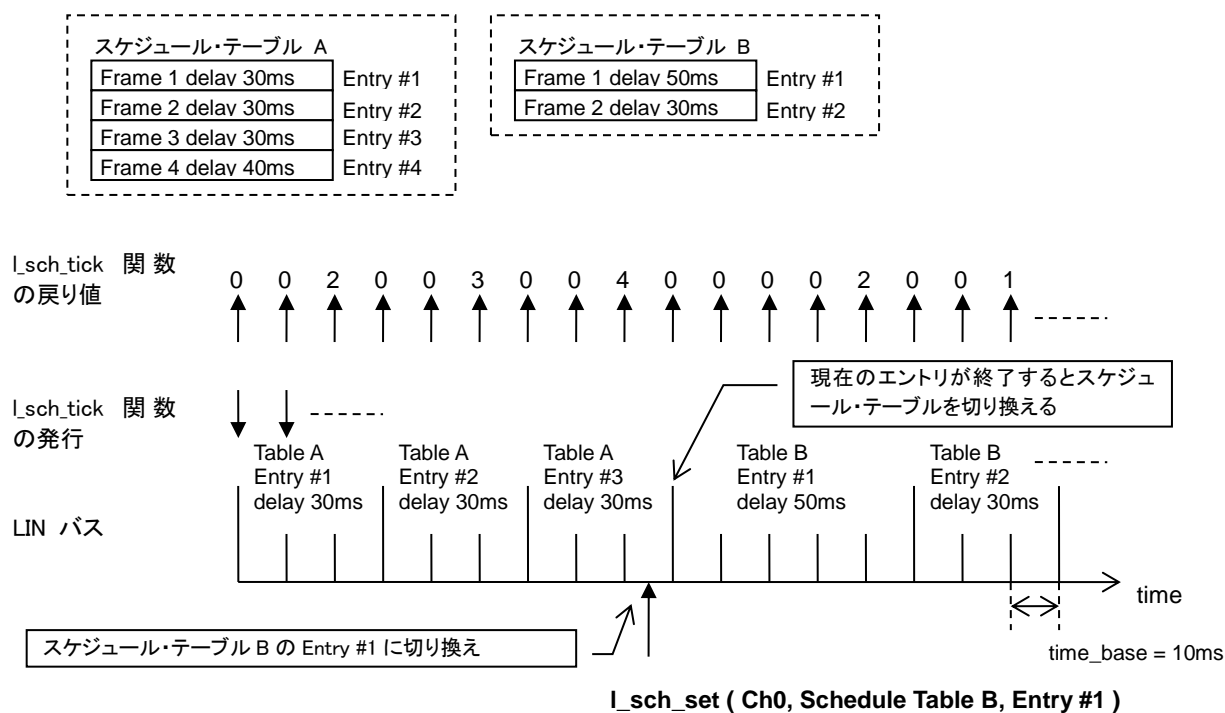 スケジュール・テーブル A
Frame 1 delay 30ms Entry #1
Frame 2 delay 30ms Entry #2
Frame 3 delay 30ms Entry #3
Frame 4 delay 40ms Entry #4
スケジュール・テーブル B
Frame 1 delay 50ms Entry #1
Frame 2 delay 30ms Entry #2
l_sch_tick 関数
の戻り値
0 0 2 0 0 3 0 0 4 0 0 0 0 2 0 0 1
現在のエントリが終了するとスケジュ
ール・テーブルを切り換える
l_sch_tick 関数
の発行
Table A
Entry #1
delay 30ms
Table A
Entry #2
delay 30ms
Table A
Entry #3
delay 30ms
Table B
Entry #1
delay 50ms
Table B
Entry #2
delay 30ms
LIN バス
time
スケジュール・テーブル B の Entry #1 に切り換え
time_base = 10ms
l_sch_set ( Ch0, Schedule Table B, Entry #1 )